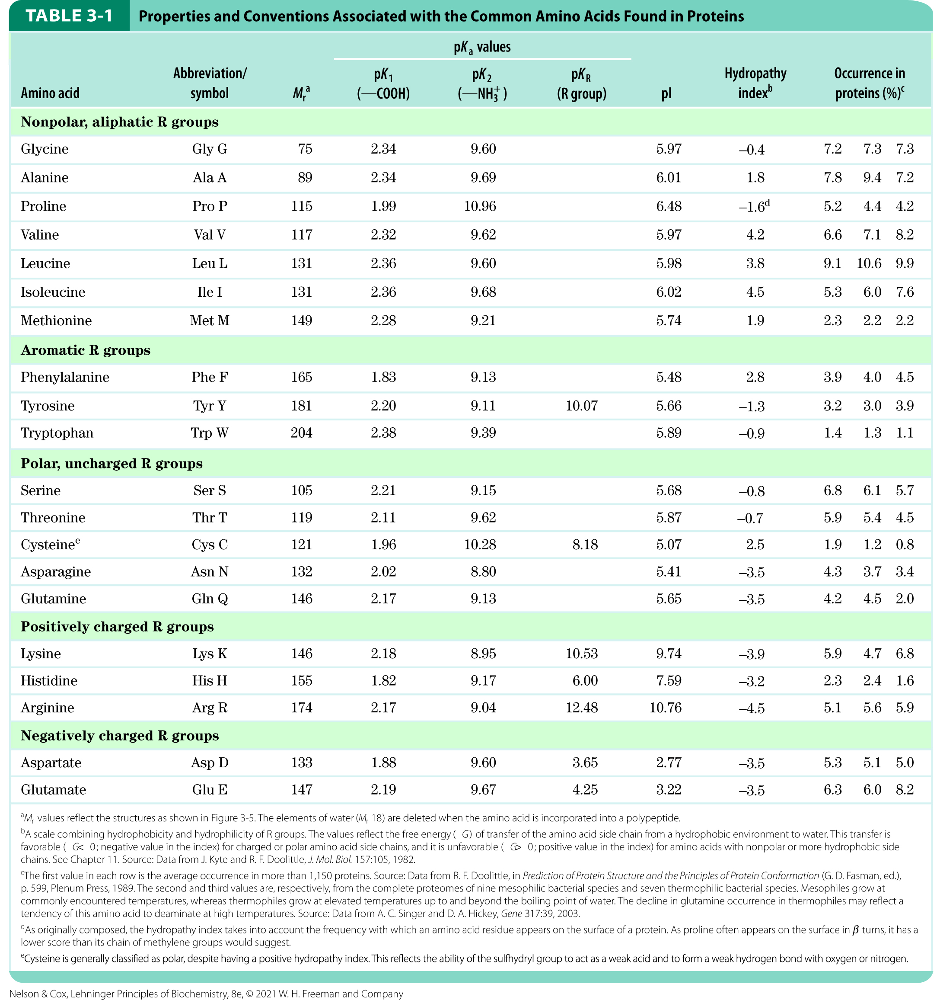 TABLE 3-1 Properties and Conventions Associated with the Common Amino Acids Found in Proteins
pKa values
Abbreviation/ pK1 pK2 pKR Hydropathy Occurrence in
Amino acid symbol Mrᵃ (—COOH) (—NH3+) (R group) pI indexᵇ proteins (%)ᶜ
Nonpolar, aliphatic R groups
Glycine Gly G 75 2.34 9.60 5.97 –0.4 7.2 7.3 7.3
Alanine Ala A 89 2.34 9.69 6.01 1.8 7.8 9.4 7.2
Proline Pro P 115 1.99 10.96 6.48 –1.6ᵈ 5.2 4.4 4.2
Valine Val V 117 2.32 9.62 5.97 4.2 6.6 7.1 8.2
Leucine Leu L 131 2.36 9.60 5.98 3.8 9.1 10.6 9.9
Isoleucine Ile I 131 2.36 9.68 6.02 4.5 5.3 6.0 7.6
Methionine Met M 149 2.28 9.21 5.74 1.9 2.3 2.2 2.2
Aromatic R groups
Phenylalanine Phe F 165 1.83 9.13 5.48 2.8 3.9 4.0 4.5
Tyrosine Tyr Y 181 2.20 9.11 10.07 5.66 –1.3 3.2 3.0 3.9
Tryptophan Trp W 204 2.38 9.39 5.89 –0.9 1.4 1.3 1.1
Polar, uncharged R groups
Serine Ser S 105 2.21 9.15 5.68 –0.8 6.8 6.1 5.7
Threonine Thr T 119 2.11 9.62 5.87 –0.7 5.9 5.4 4.5
Cysteineᵉ Cys C 121 1.96 10.28 8.18 5.07 2.5 1.9 1.2 0.8
Asparagine Asn N 132 2.02 8.80 5.41 –3.5 4.3 3.7 3.4
Glutamine Gln Q 146 2.17 9.13 5.65 –3.5 4.2 4.5 2.0
Positively charged R groups
Lysine Lys K 146 2.18 8.95 10.53 9.74 –3.9 5.9 4.7 6.8
Histidine His H 155 1.82 9.17 6.00 7.59 –3.2 2.3 2.4 1.6
Arginine Arg R 174 2.17 9.04 12.48 10.76 –4.5 5.1 5.6 5.9
Negatively charged R groups
Aspartate Asp D 133 1.88 9.60 3.65 2.77 –3.5 5.3 5.1 5.0
Glutamate Glu E 147 2.19 9.67 4.25 3.22 –3.5 6.3 6.0 8.2
ᵃMr values reflect the structures as shown in Figure 3-5. The elements of water (Mr 18) are deleted when the amino acid is incorporated into a polypeptide.
ᵇA scale combining hydrophobicity and hydrophilicity of R groups. The values reflect the free energy ( G) of transfer of the amino acid side chain from a hydrophobic environment to water. This transfer is
favorable ( G< 0; negative value in the index) for charged or polar amino acid side chains, and it is unfavorable ( G> 0; positive value in the index) for amino acids with nonpolar or more hydrophobic side
chains. See Chapter 11. Source: Data from J. Kyte and R. F. Doolittle, J. Mol. Biol. 157:105, 1982.
ᶜThe first value in each row is the average occurrence in more than 1,150 proteins. Source: Data from R. F. Doolittle, in Prediction of Protein Structure and the Principles of Protein Conformation (G. D. Fasman, ed.),
p. 599, Plenum Press, 1989. The second and third values are, respectively, from the complete proteomes of nine mesophilic bacterial species and seven thermophilic bacterial species. Mesophiles grow at
commonly encountered temperatures, whereas thermophiles grow at elevated temperatures up to and beyond the boiling point of water. The decline in glutamine occurrence in thermophiles may reflect a
tendency of this amino acid to deaminate at high temperatures. Source: Data from A. C. Singer and D. A. Hickey, Gene 317:39, 2003.
ᵈAs originally composed, the hydropathy index takes into account the frequency with which an amino acid residue appears on the surface of a protein. As proline often appears on the surface in β turns, it has a
lower score than its chain of methylene groups would suggest.
ᵉCysteine is generally classified as polar, despite having a positive hydropathy index. This reflects the ability of the sulfhydryl group to act as a weak acid and to form a weak hydrogen bond with oxygen or nitrogen.
Nelson & Cox, Lehninger Principles of Biochemistry, 8e, © 2021 W. H. Freeman and Company